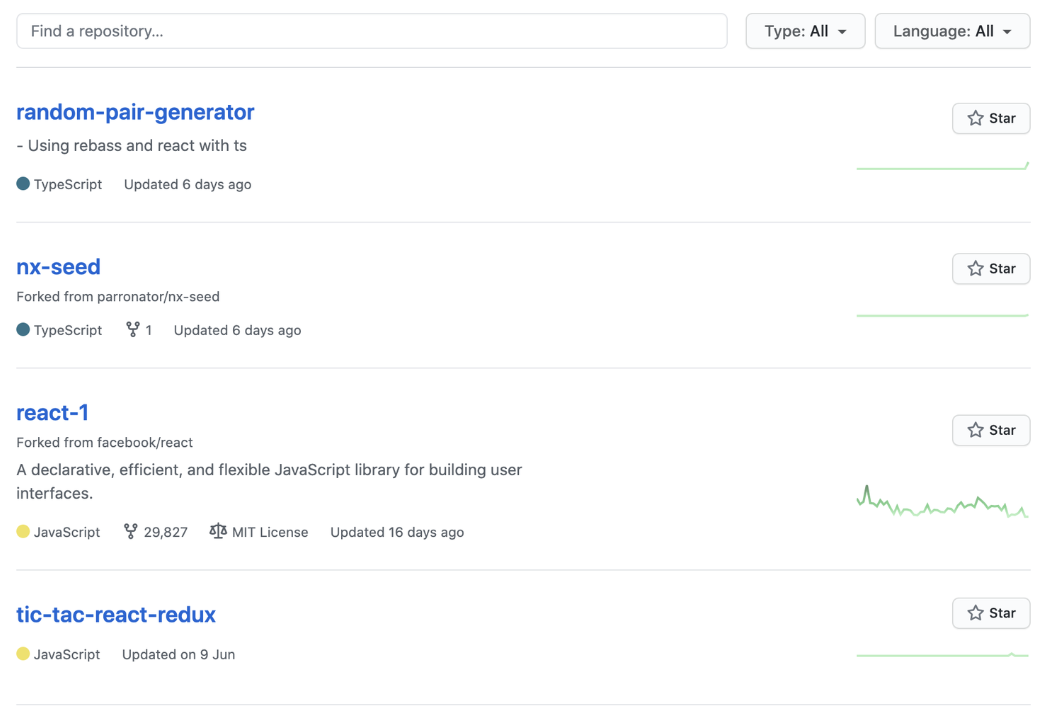 Find a repository...
Type: All
Language: All
random-pair-generator
Star
- Using rebass and react with ts
TypeScript
Updated 6 days ago
nx-seed
Star
Forked from parronator/nx-seed
TypeScript
1
Updated 6 days ago
react-1
Star
Forked from facebook/react
A declarative, efficient, and flexible JavaScript library for building user
interfaces.
JavaScript
29,827
MIT License
Updated 16 days ago
tic-tac-react-redux
Star
JavaScript
Updated on 9 Jun